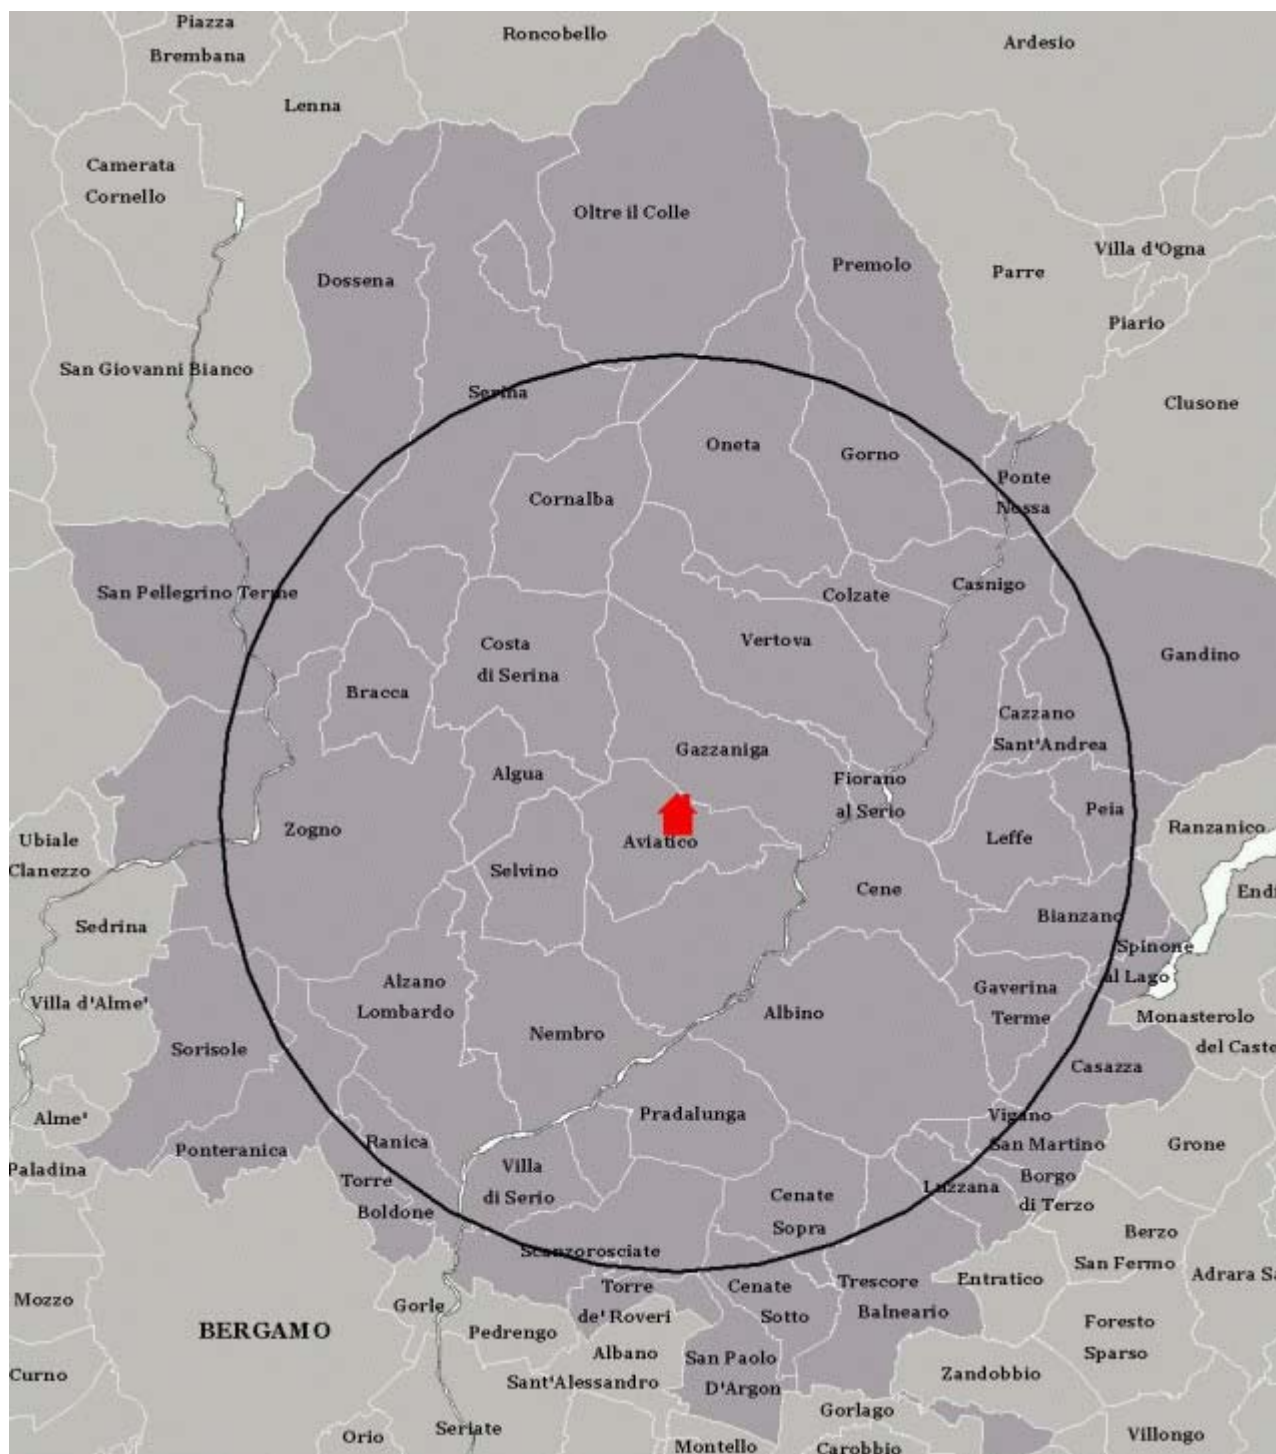 Piazza
Brembana
Roncobello
Ardesio
Lenna
Camerata
Cornello
Oltre il Colle
Villa d'Ogna
Dossena
Premolo
Parre
Piario
San Giovanni Bianco
Serina
Clusone
Oneta
Gorno
Ponte
Nossa
Cornalba
San Pellegrino Terme
Colzate
Casnigo
Costa
di Serina
Vertova
Gandino
Bracca
Cazzano
Sant'Andrea
Gazzaniga
Algua
Fiorano
al Serio
Peia
Zogno
Ranzanico
Ubiale
Clanezzo
Aviatico
Leffe
Selvino
Cene
Endi
Sedrina
Bianzano
Spinone
al Lago
Alzano
Lombardo
Gaverina
Terme
Villa d'Alme'
Albino
Monasterolo
del Caste
Nembro
Sorisole
Casazza
Alme'
Pradalunga
Vigano
San Martino
Grone
Ranica
Ponteranica
Paladina
Villa
di Serio
Torre
Boldone
Cenate
Sopra
Luzzana
Borgo
di Terzo
Berzo
San Fermo
Scanzorosciate
Adrara Sa
Torre
de' Roveri
Cenate
Sotto
Trescore
Balneario
Entratico
Mozzo
Gorle
BERGAMO
Pedrengo
Foresto
Sparso
Albano
Sant'Alessandro
San Paolo
D'Argon
Zandobbio
Curno
Gorlago
Seriate
Orio
Montello
Carobbio
Villongo